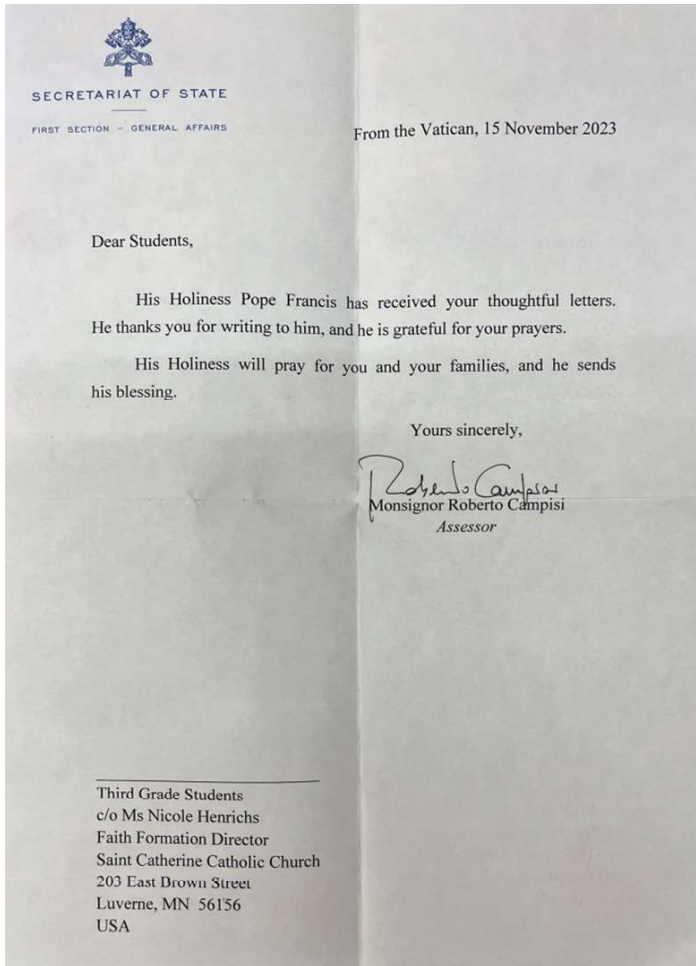 SECRETARIAT OF STATE
FIRST SECTION – GENERAL AFFAIRS
From the Vatican, 15 November 2023
Dear Students,
His Holiness Pope Francis has received your thoughtful letters.
He thanks you for writing to him, and he is grateful for your prayers.
His Holiness will pray for you and your families, and he sends
his blessing.
Yours sincerely,
Roberto Campisi
Monsignor Roberto Campisi
Assessor
Third Grade Students
c/o Ms Nicole Henrichs
Faith Formation Director
Saint Catherine Catholic Church
203 East Brown Street
Luverne, MN 56156
USA